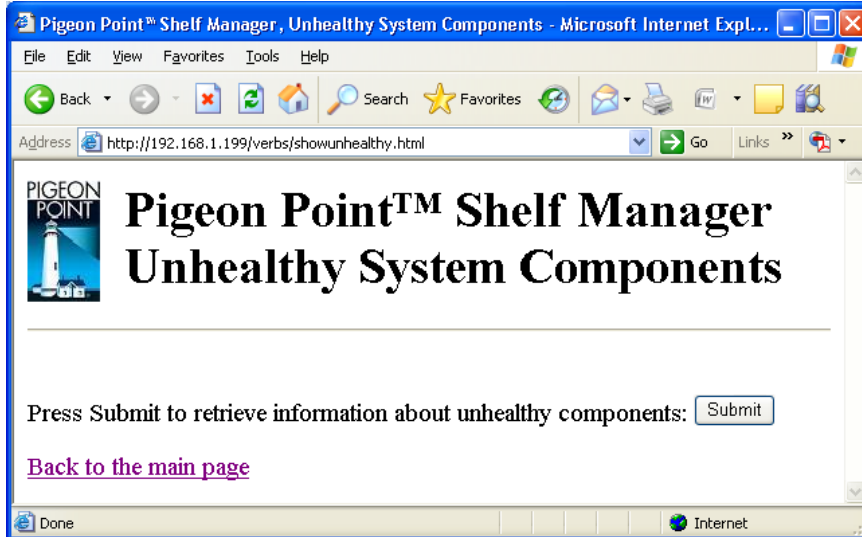 Pigeon Point™ Shelf Manager, Unhealthy System Components - Microsoft Internet Expl...
File Edit View Favorites Tools Help
Back Search Favorites
Address http://192.168.1.199/verbs/showunhealthy.html Go Links »
PIGEON
POINT
Pigeon Point™ Shelf Manager
Unhealthy System Components
Press Submit to retrieve information about unhealthy components: Submit
Back to the main page
Done Internet